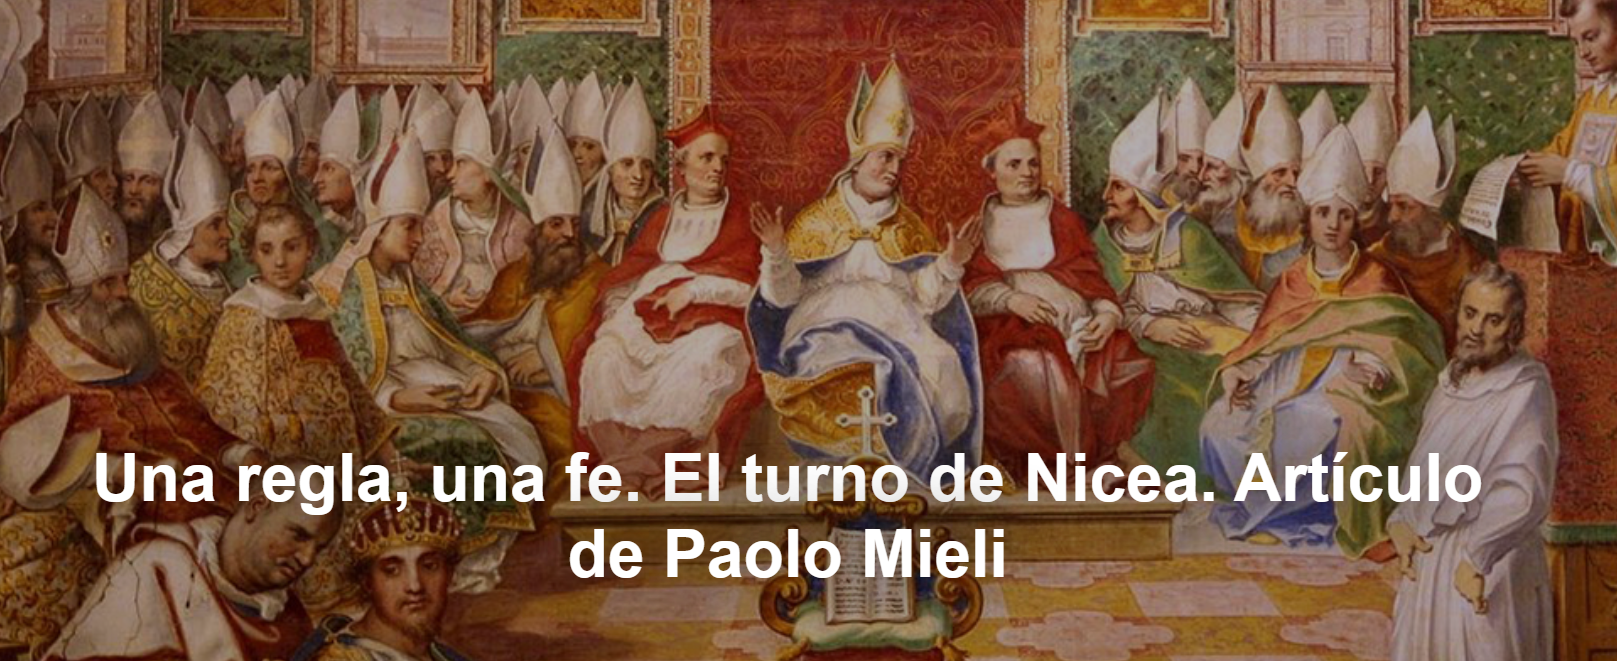 Una regla, una fe. El turno de Nicea. Artículo
de Paolo Mieli